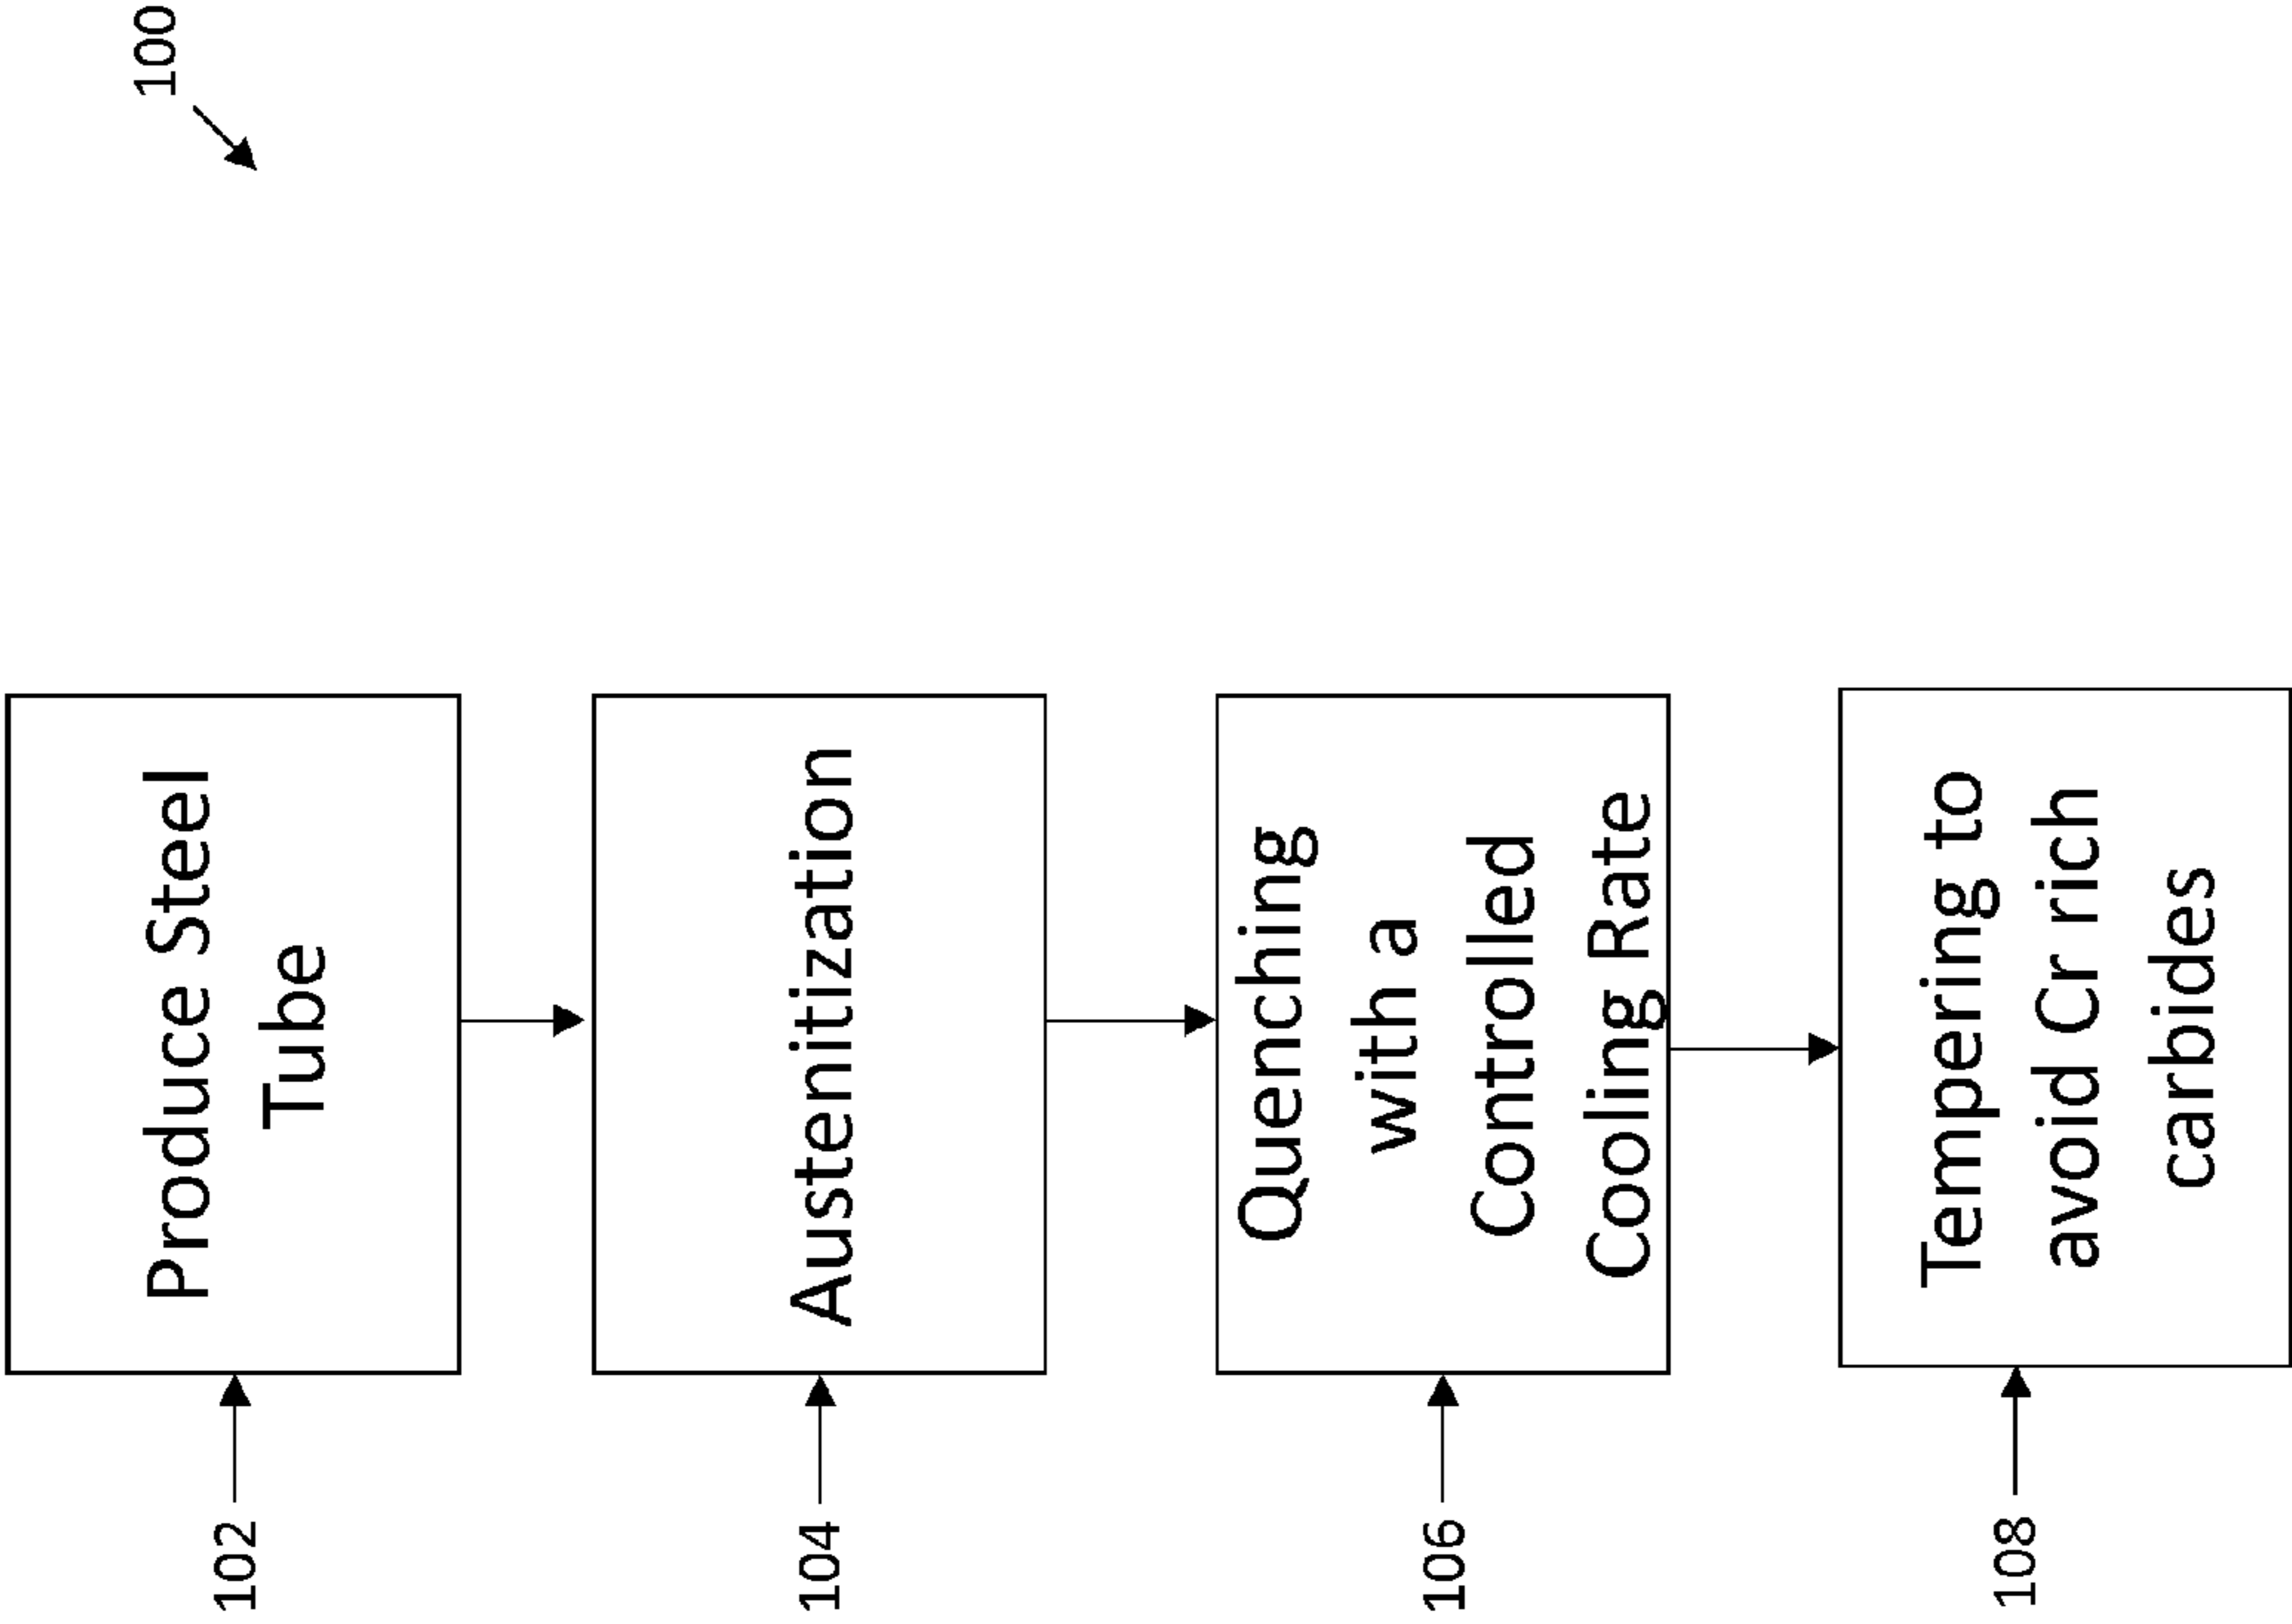 100
102
Produce Steel
Tube
104
Austenitization
106
Quenching
with a
Controlled
Cooling Rate
108
Tempering to
avoid Cr rich
carbides